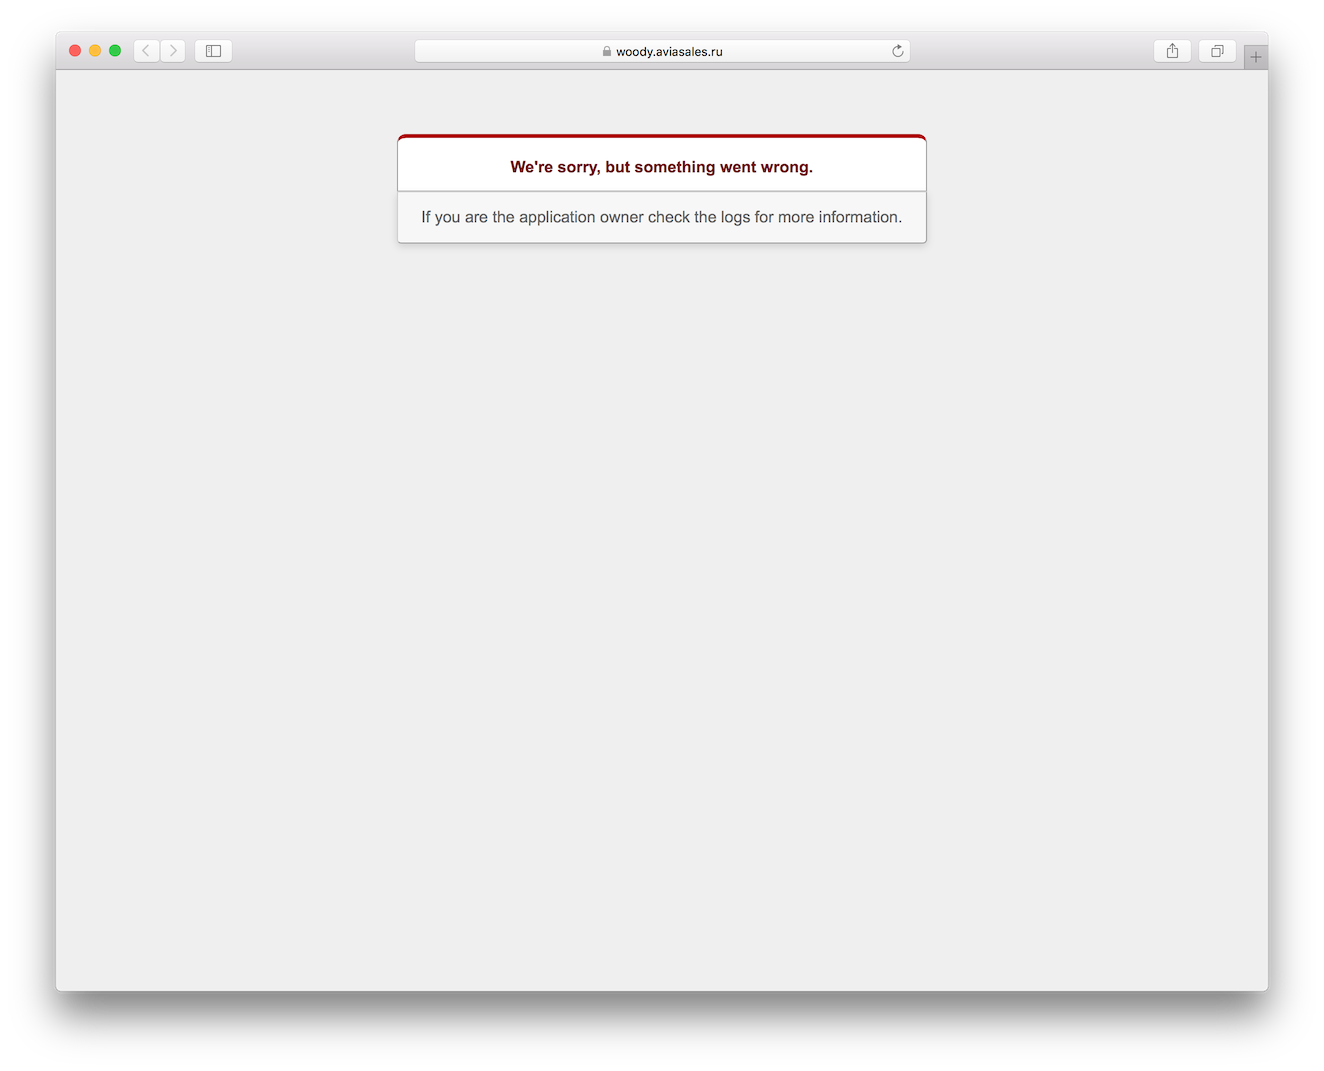 woody.aviasales.ru
We're sorry, but something went wrong.
If you are the application owner check the logs for more information.